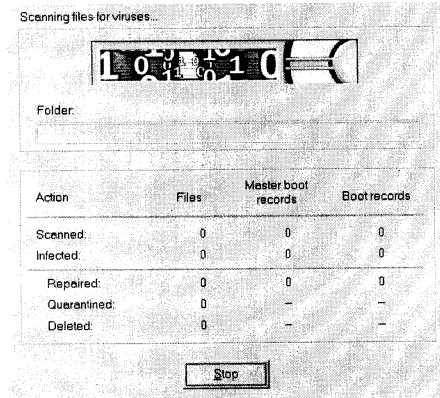 Scanning files for viruses...
Folder:
Action Files Master boot records Boot records
Scanned: 0 0 0
Infected: 0 0 0
Repaired: 0 0 0
Quarantined: 0 – –
Deleted: 0 – –
Stop